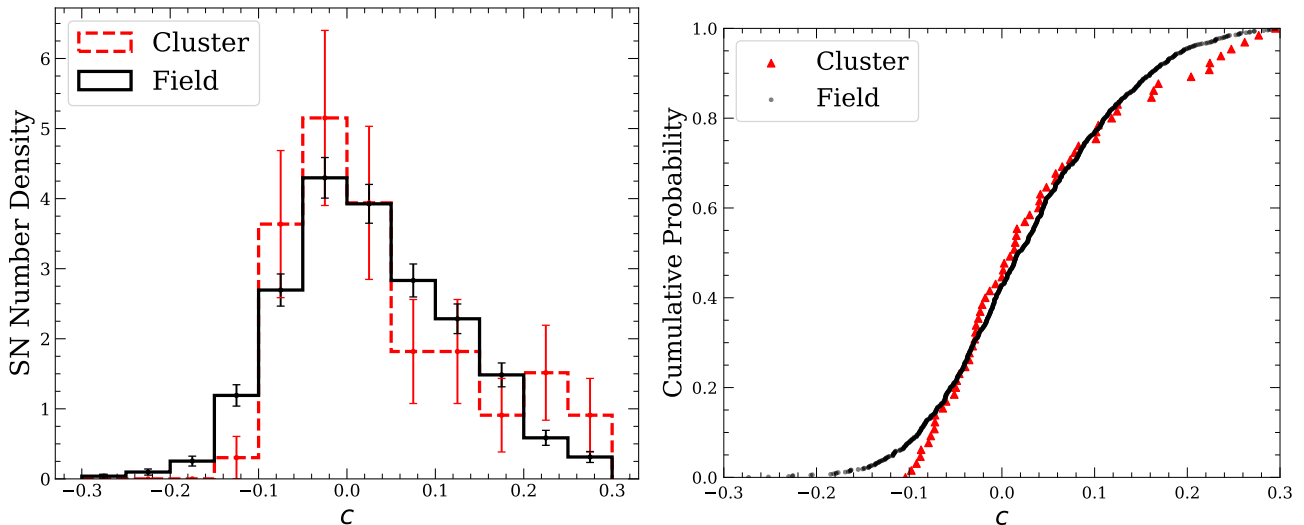 Cluster
Field
SN Number Density
6
5
4
3
2
1
0
−0.3 −0.2 −0.1 0.0 0.1 0.2 0.3
c
Cluster
Field
Cumulative Probability
1.0
0.8
0.6
0.4
0.2
0.0
−0.3 −0.2 −0.1 0.0 0.1 0.2 0.3
c